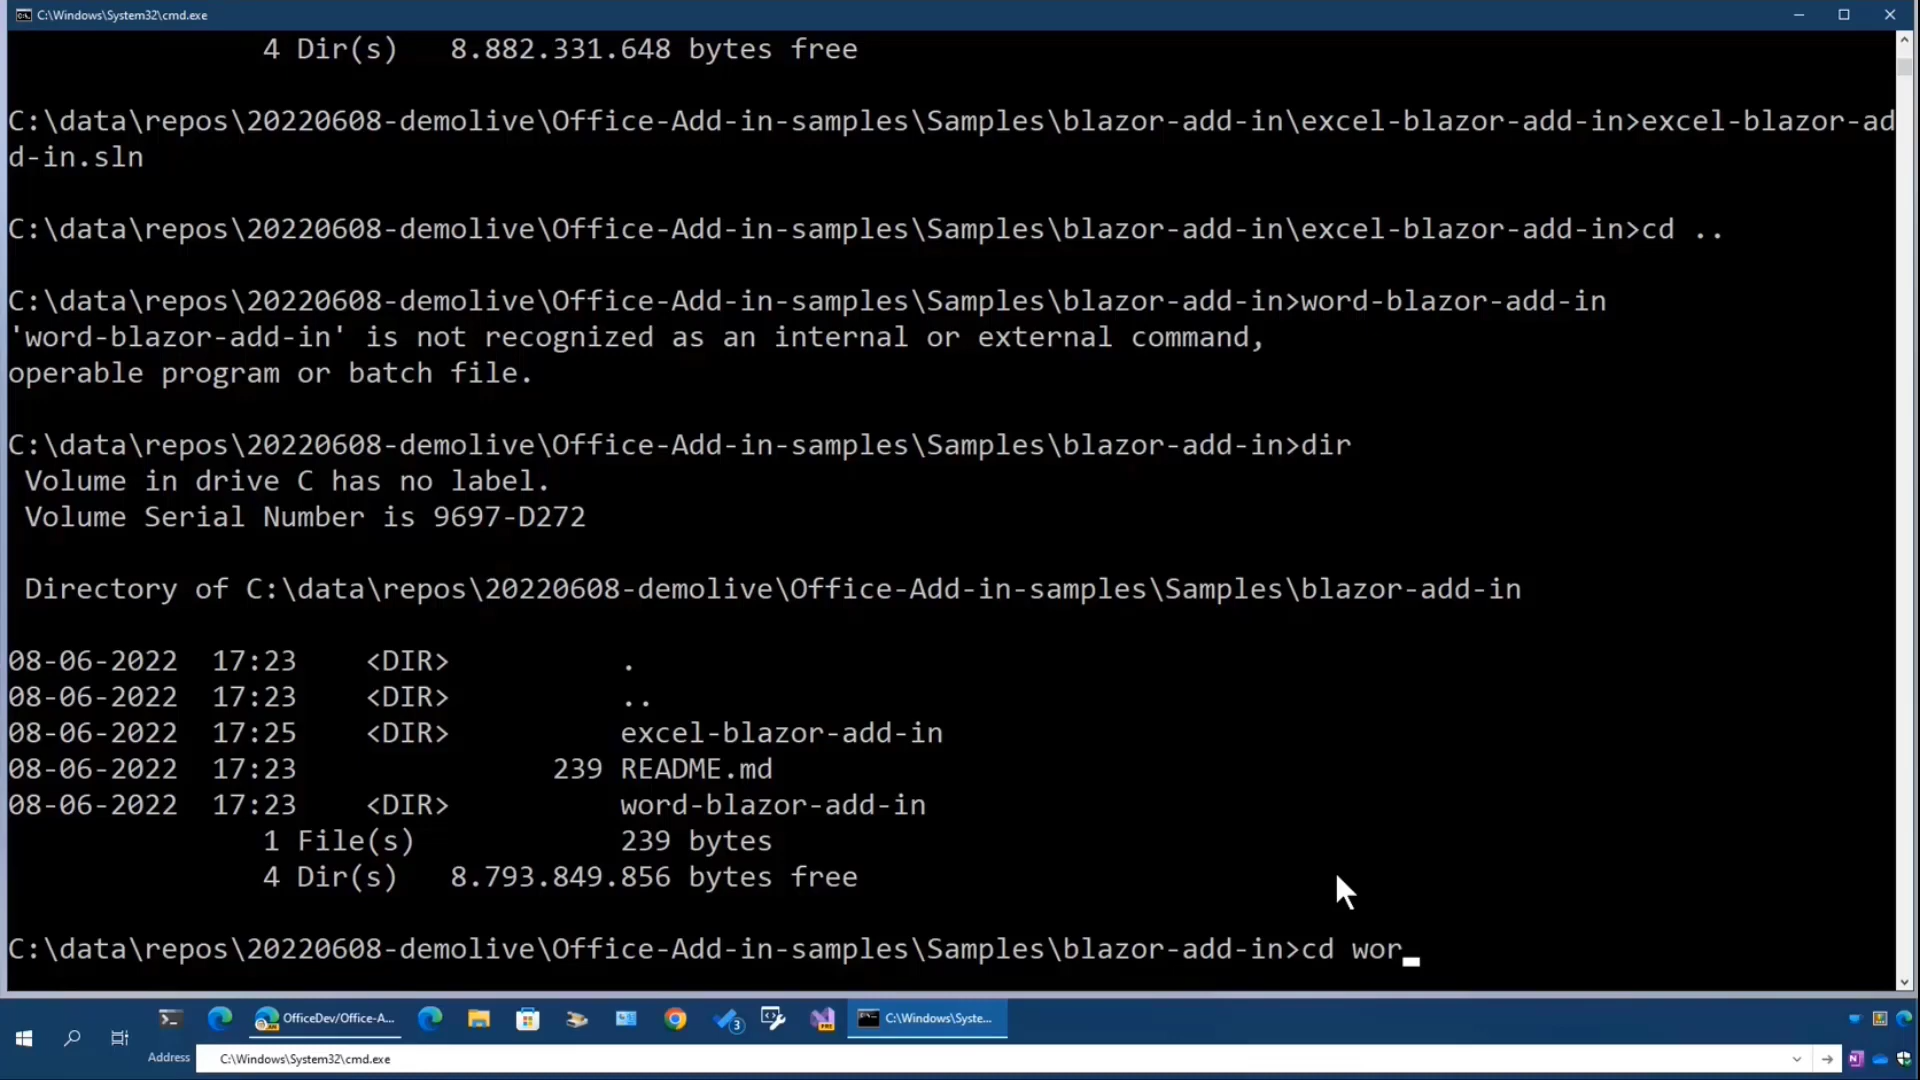 C:\Windows\System32\cmd.exe
4 Dir(s)   8.882.331.648 bytes free
C:\data\repos\20220608-demolive\Office-Add-in-samples\Samples\blazor-add-in\excel-blazor-add-in>excel-blazor-ad
d-in.sln
C:\data\repos\20220608-demolive\Office-Add-in-samples\Samples\blazor-add-in\excel-blazor-add-in>cd ..
C:\data\repos\20220608-demolive\Office-Add-in-samples\Samples\blazor-add-in>word-blazor-add-in
'word-blazor-add-in' is not recognized as an internal or external command,
operable program or batch file.
C:\data\repos\20220608-demolive\Office-Add-in-samples\Samples\blazor-add-in>dir
Volume in drive C has no label.
Volume Serial Number is 9697-D272
Directory of C:\data\repos\20220608-demolive\Office-Add-in-samples\Samples\blazor-add-in
08-06-2022  17:23    <DIR>          .
08-06-2022  17:23    <DIR>          ..
08-06-2022  17:25    <DIR>          excel-blazor-add-in
08-06-2022  17:23               239 README.md
08-06-2022  17:23    <DIR>          word-blazor-add-in
1 File(s)            239 bytes
4 Dir(s)   8.793.849.856 bytes free
C:\data\repos\20220608-demolive\Office-Add-in-samples\Samples\blazor-add-in>cd wor_
OfficeDev/Office-A...
3
C:\Windows\Syste...
Address
C:\Windows\System32\cmd.exe